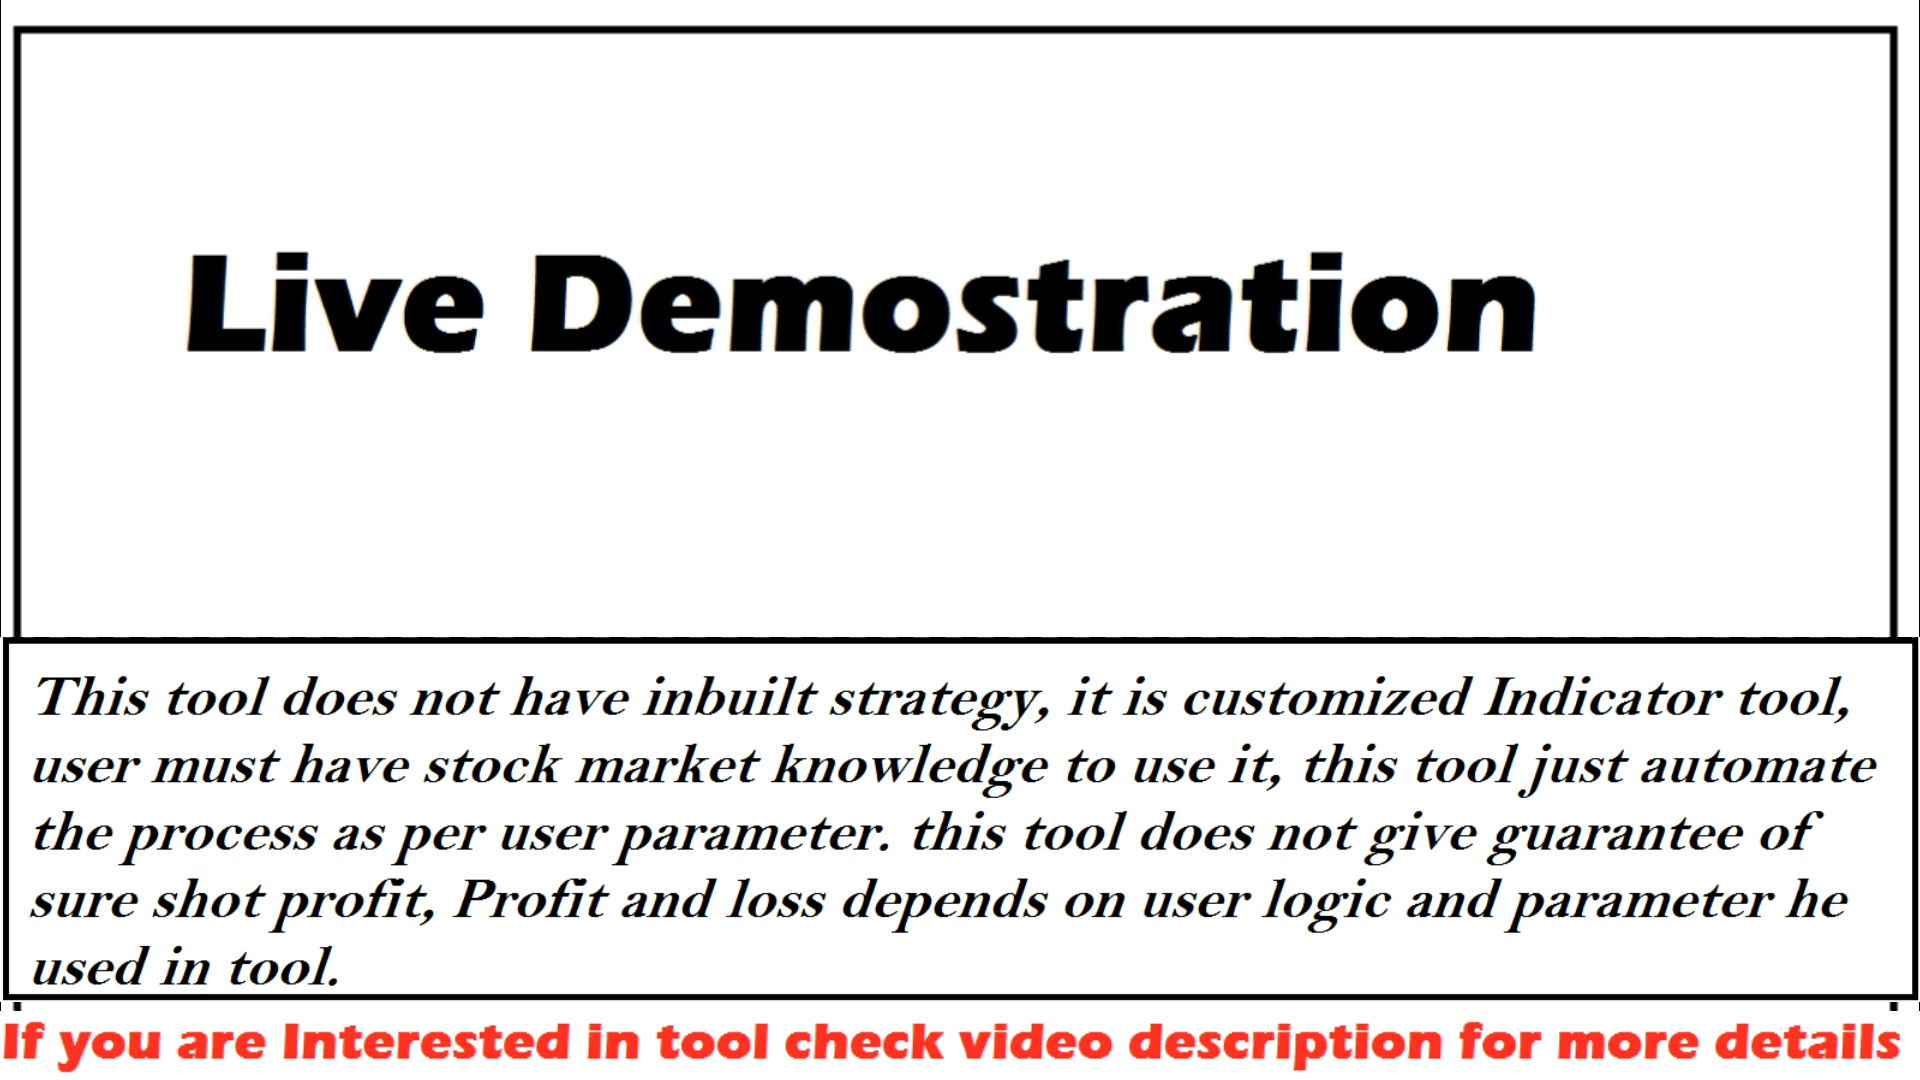 Live Demostration
This tool does not have inbuilt strategy, it is customized Indicator tool,
user must have stock market knowledge to use it, this tool just automate
the process as per user parameter. this tool does not give guarantee of
sure shot profit, Profit and loss depends on user logic and parameter he
used in tool.
If you are Interested in tool check video description for more details